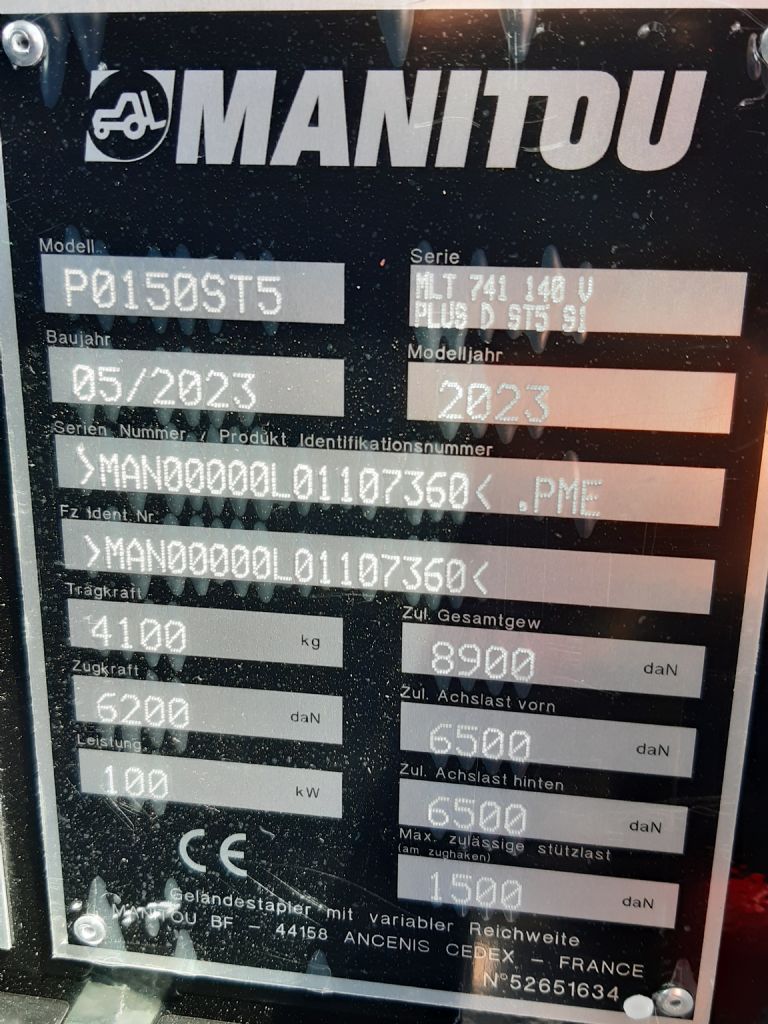 MANITOU
Modell
P0150ST5
Serie
MLT 741 140 V
PLUS D ST5 S1
Baujahr
05/2023
Modelljahr
2023
Serien Nummer / Produkt Identifikationsnummer
>MAN00000L01107360< .PME
Fz Ident.Nr.
>MAN00000L01107360<
Tragkraft
4100 kg
Zul. Gesamtgew
8900 daN
Zugkraft
6200 daN
Zul. Achslast vorn
6500 daN
Leistung
100 kW
Zul. Achslast hinten
6500 daN
Max. zulässige stützlast
(am zughaken)
1500 daN
CE
Geländestapler mit variabler Reichweite
MANITOU BF - 44158 ANCENIS CEDEX - FRANCE
N°52651634